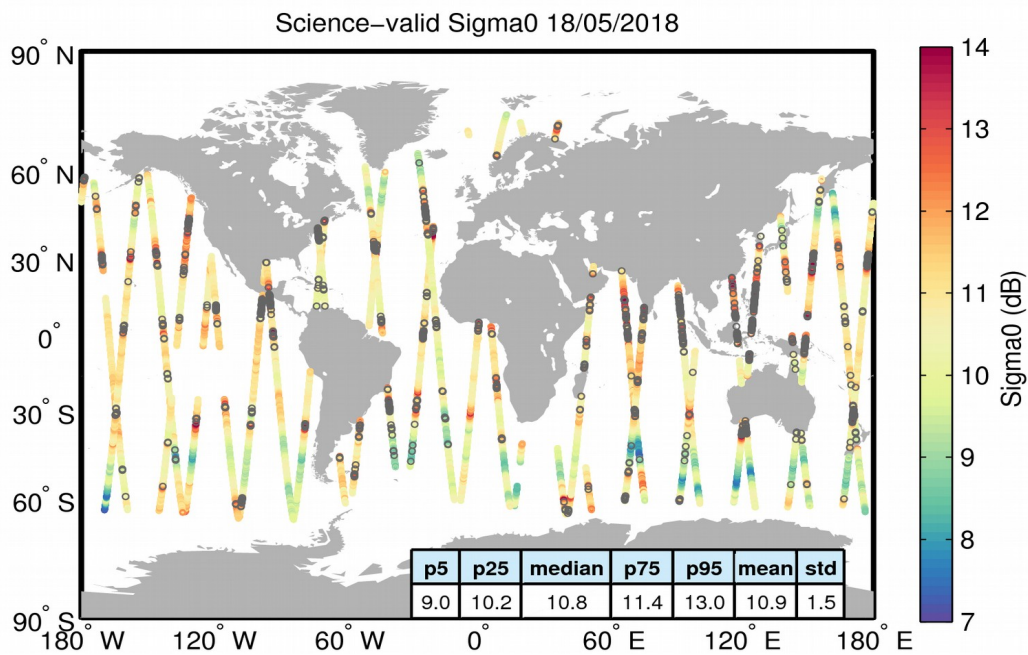 Science−valid Sigma0 18/05/2018
90° N
60° N
30° N
0°
30° S
60° S
90° S
180° W
120° W
60° W
0°
60° E
120° E
180° E
14
13
12
11
10
9
8
7
Sigma0 (dB)
p5 p25 median p75 p95 mean std
9.0 10.2 10.8 11.4 13.0 10.9 1.5